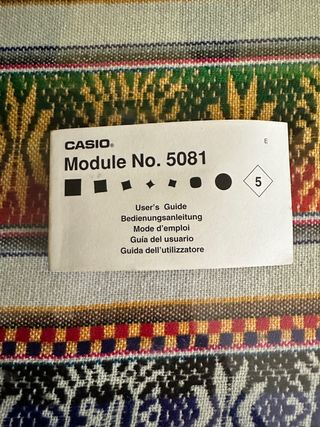 E
CASIO®
Module No. 5081
5
User's Guide
Bedienungsanleitung
Mode d'emploi
Guía del usuario
Guida dell'utilizzatore